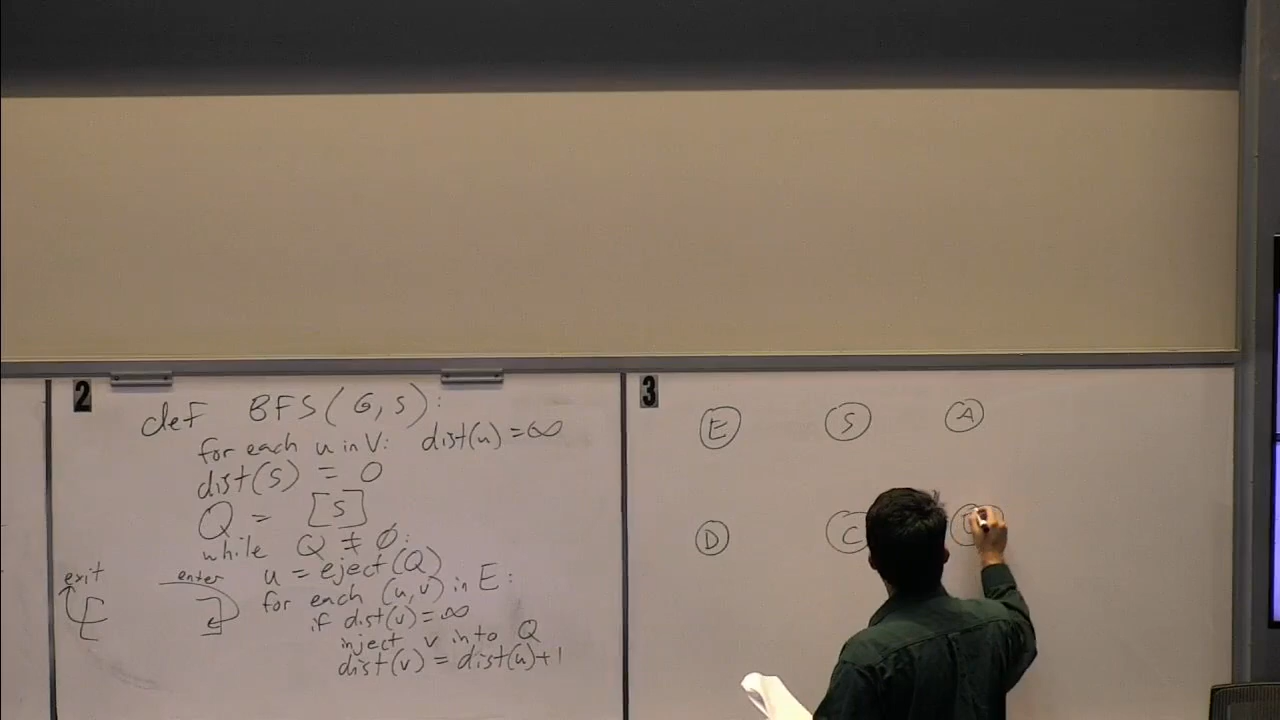 2
def BFS(G,S):
for each u in V: dist(u) = ∞
dist(S) = 0
Q = [S]
while Q ≠ ∅:
u = eject(Q)
for each (u,v) in E:
if dist(v) = ∞
inject v into Q
dist(v) = dist(u)+1
exit
enter
3
E S A
D C